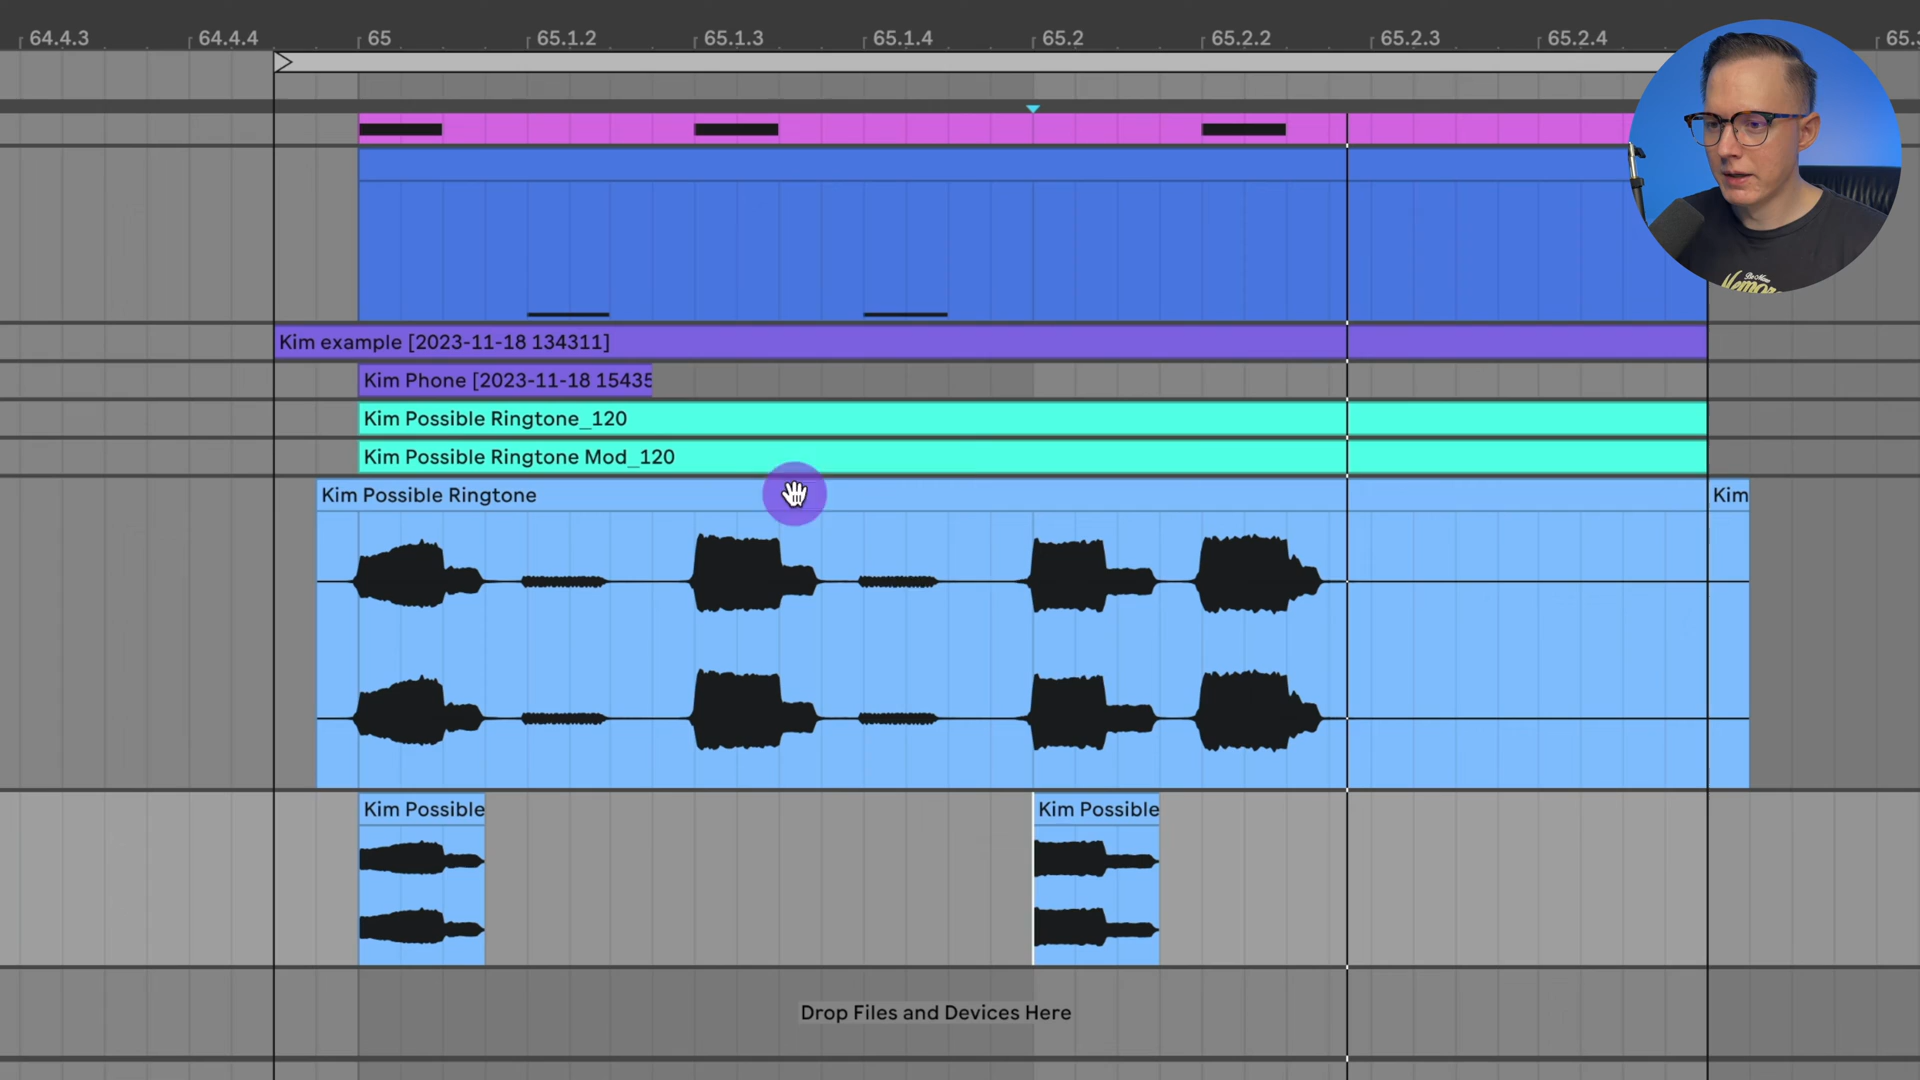 64.4.3 64.4.4 65 65.1.2 65.1.3 65.1.4 65.2 65.2.2 65.2.3 65.2.4 65.3
Kim example [2023-11-18 134311]
Kim Phone [2023-11-18 15435
Kim Possible Ringtone_120
Kim Possible Ringtone Mod_120
Kim Possible Ringtone Kim
Kim Possible Kim Possible
Drop Files and Devices Here